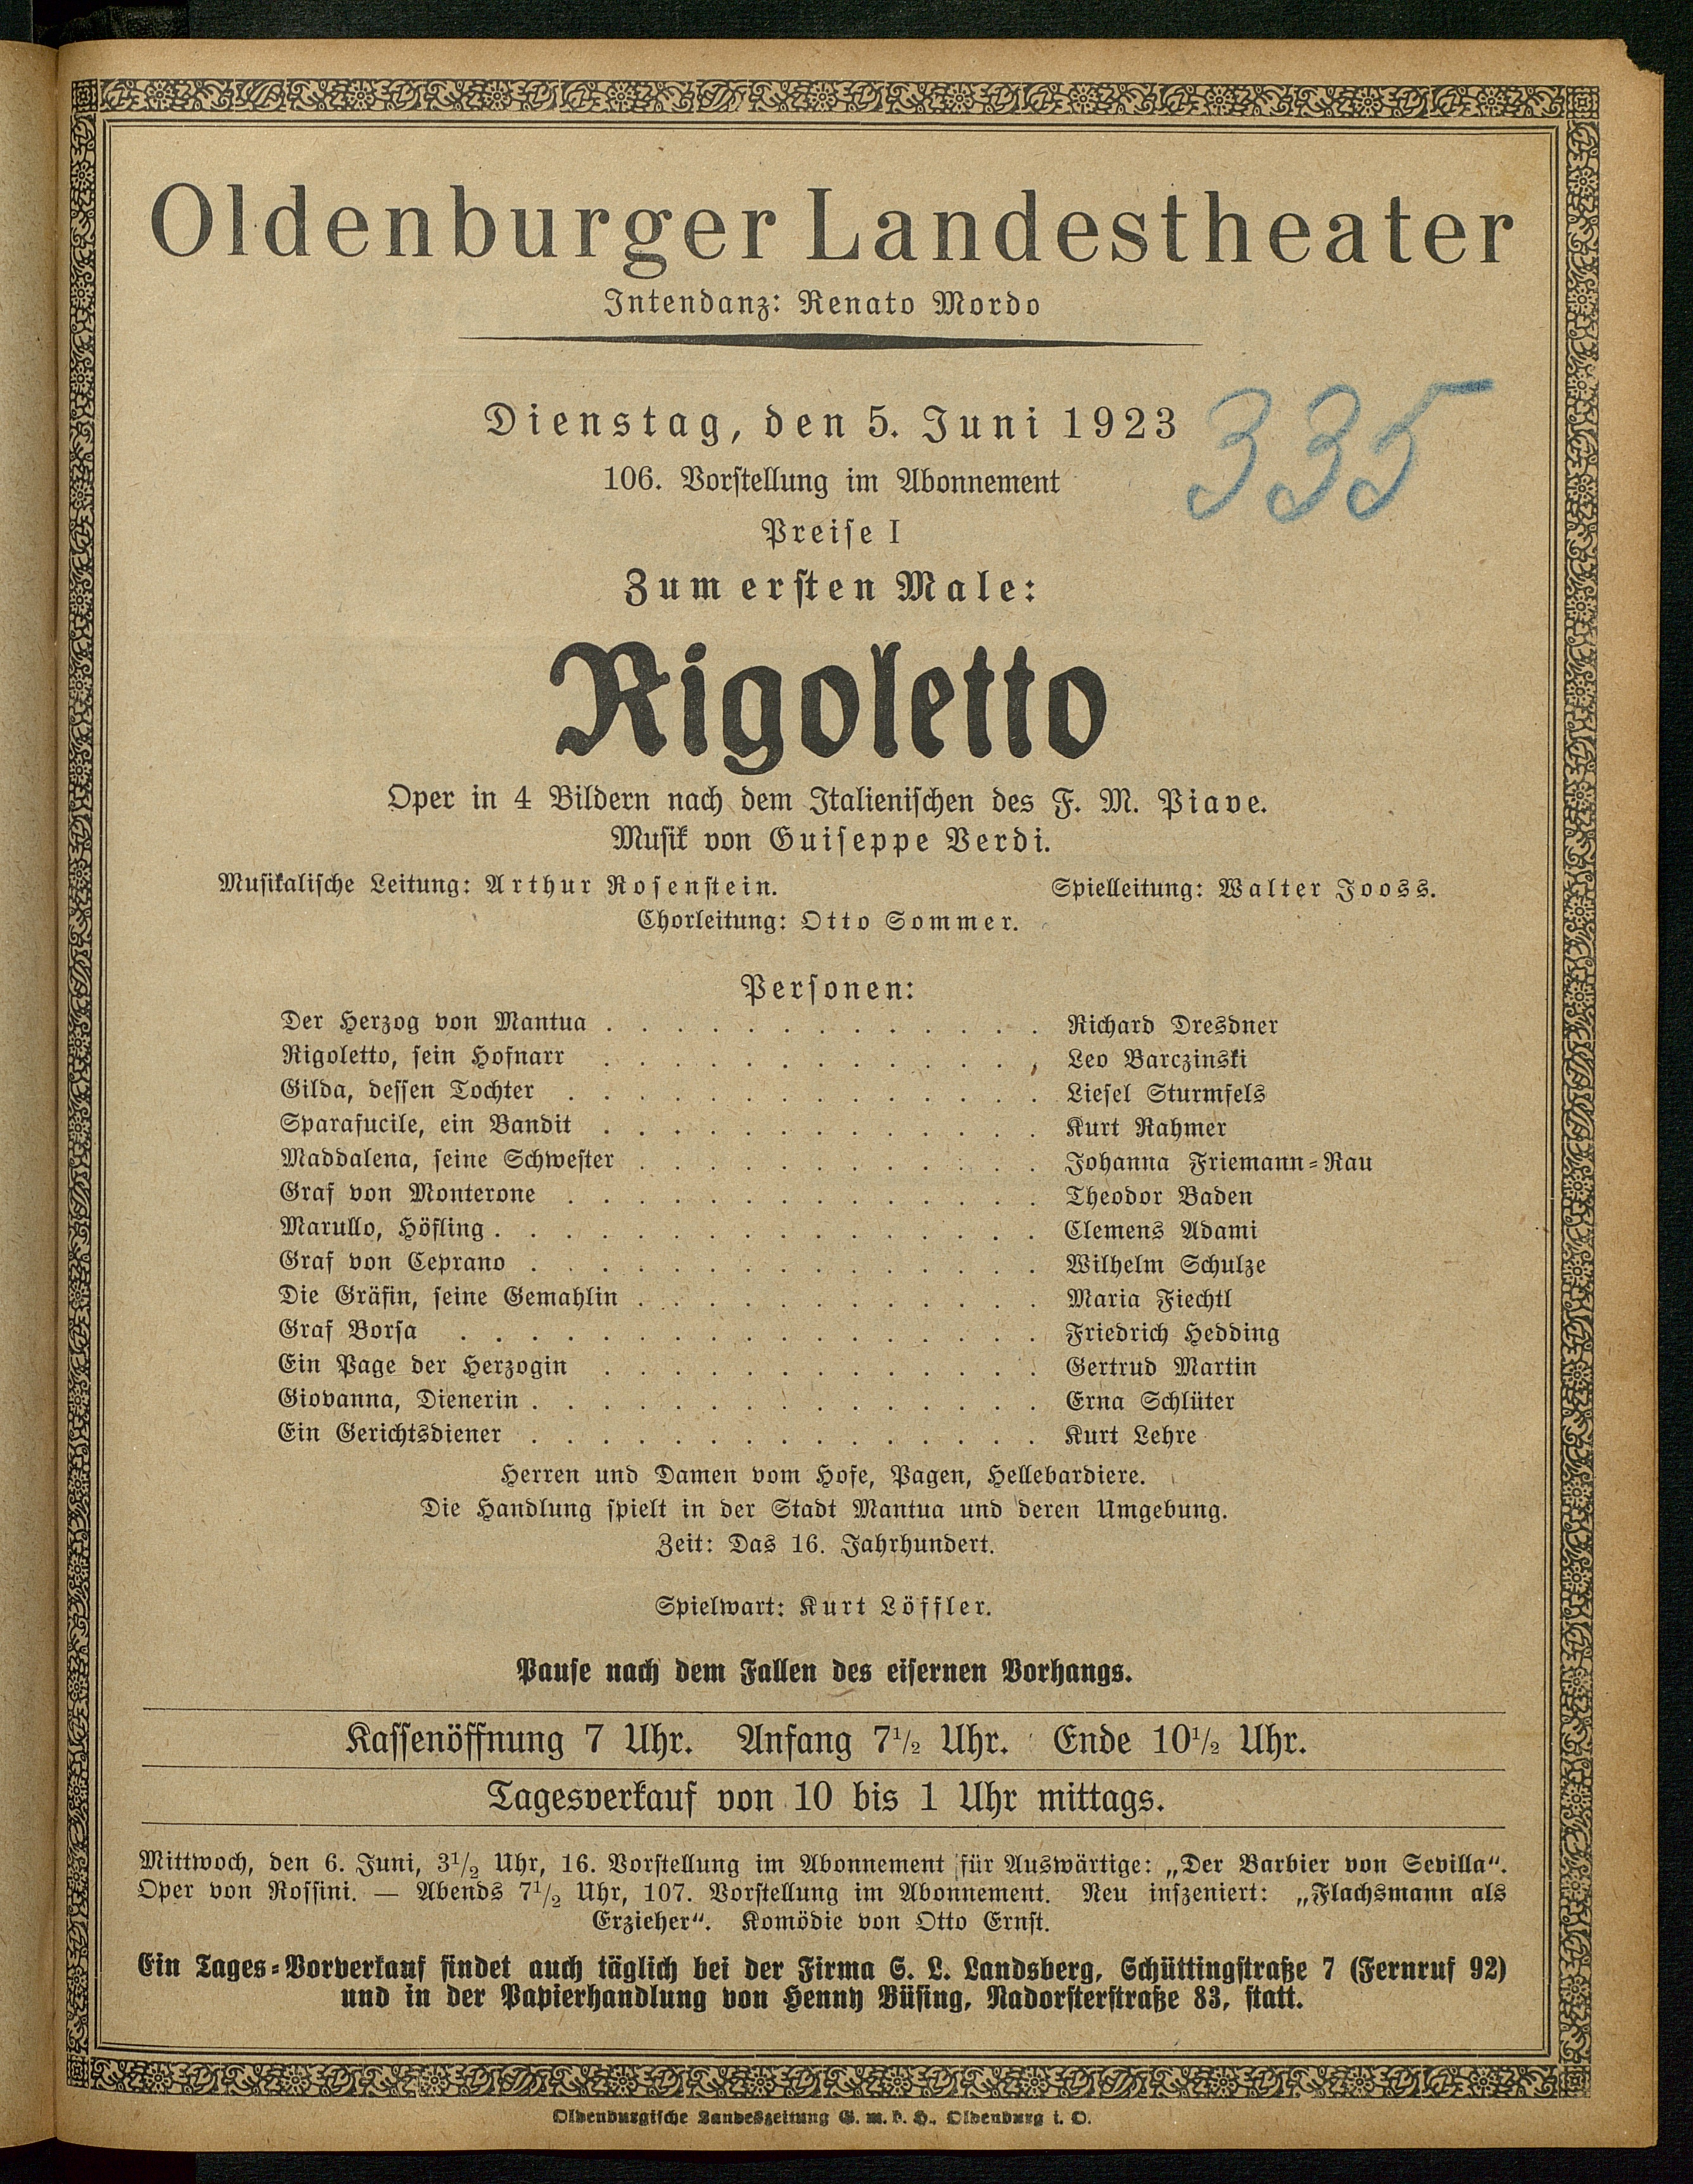 Oldenburger Landestheater
Intendanz: Renato Mordo
Dienstag, den 5. Juni 1923
335
106. Vorstellung im Abonnement
Preise I
Zum ersten Male:
Rigoletto
Oper in 4 Bildern nach dem Italienischen des F. M. Piave.
Musik von Guiseppe Verdi.
Musikalische Leitung: Arthur Rosenstein. Spielleitung: Walter Jooss.
Chorleitung: Otto Sommer.
Personen:
Der Herzog von Mantua . . . . . . . . . . . . . Richard Dresdner
Rigoletto, sein Hofnarr . . . . . . . . . . . . , Leo Barczinski
Gilda, dessen Tochter . . . . . . . . . . . . . . Liesel Sturmfels
Sparafucile, ein Bandit . . . . . . . . . . . . . Kurt Rahmer
Maddalena, seine Schwester . . . . . . . . . . . . Johanna Friemann-Rau
Graf von Monterone . . . . . . . . . . . . . . Theodor Baden
Marullo, Höfling . . . . . . . . . . . . . . . . Clemens Adami
Graf von Ceprano . . . . . . . . . . . . . . . Wilhelm Schulze
Die Gräfin, seine Gemahlin . . . . . . . . . . . . Maria Fiechtl
Graf Borsa . . . . . . . . . . . . . . . . . Friedrich Hedding
Ein Page der Herzogin . . . . . . . . . . . . . Gertrud Martin
Giovanna, Dienerin . . . . . . . . . . . . . . . Erna Schlüter
Ein Gerichtsdiener . . . . . . . . . . . . . . . Kurt Lehre
Herren und Damen vom Hofe, Pagen, Hellebardiere.
Die Handlung spielt in der Stadt Mantua und deren Umgebung.
Zeit: Das 16. Jahrhundert.
Spielwart: Kurt Löffler.
Pause nach dem Fallen des eisernen Vorhangs.
Kassenöffnung 7 Uhr. Anfang 7½ Uhr. Ende 10½ Uhr.
Tagesverkauf von 10 bis 1 Uhr mittags.
Mittwoch, den 6. Juni, 3½ Uhr, 16. Vorstellung im Abonnement für Auswärtige: „Der Barbier von Sevilla“.
Oper von Rossini. — Abends 7½ Uhr, 107. Vorstellung im Abonnement. Neu inszeniert: „Flachsmann als
Erzieher“. Komödie von Otto Ernst.
Ein Tages-Vorverkauf findet auch täglich bei der Firma S. L. Landsberg, Schüttingstraße 7 (Fernruf 92)
und in der Papierhandlung von Henny Büsing, Nadorsterstraße 83, statt.
Oldenburgische Landeszeitung G. m. b. H., Oldenburg i. O.